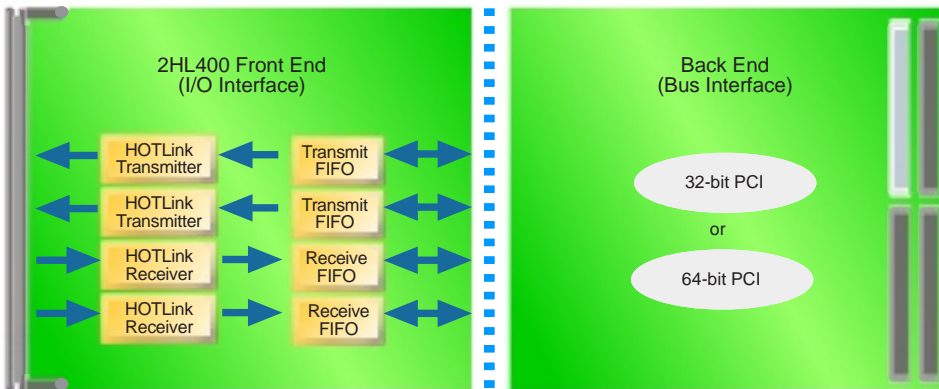 2HL400 Front End
(I/O Interface)
Back End
(Bus Interface)
HOTLink
Transmitter
Transmit
FIFO
HOTLink
Transmitter
Transmit
FIFO
HOTLink
Receiver
Receive
FIFO
HOTLink
Receiver
Receive
FIFO
32-bit PCI
or
64-bit PCI